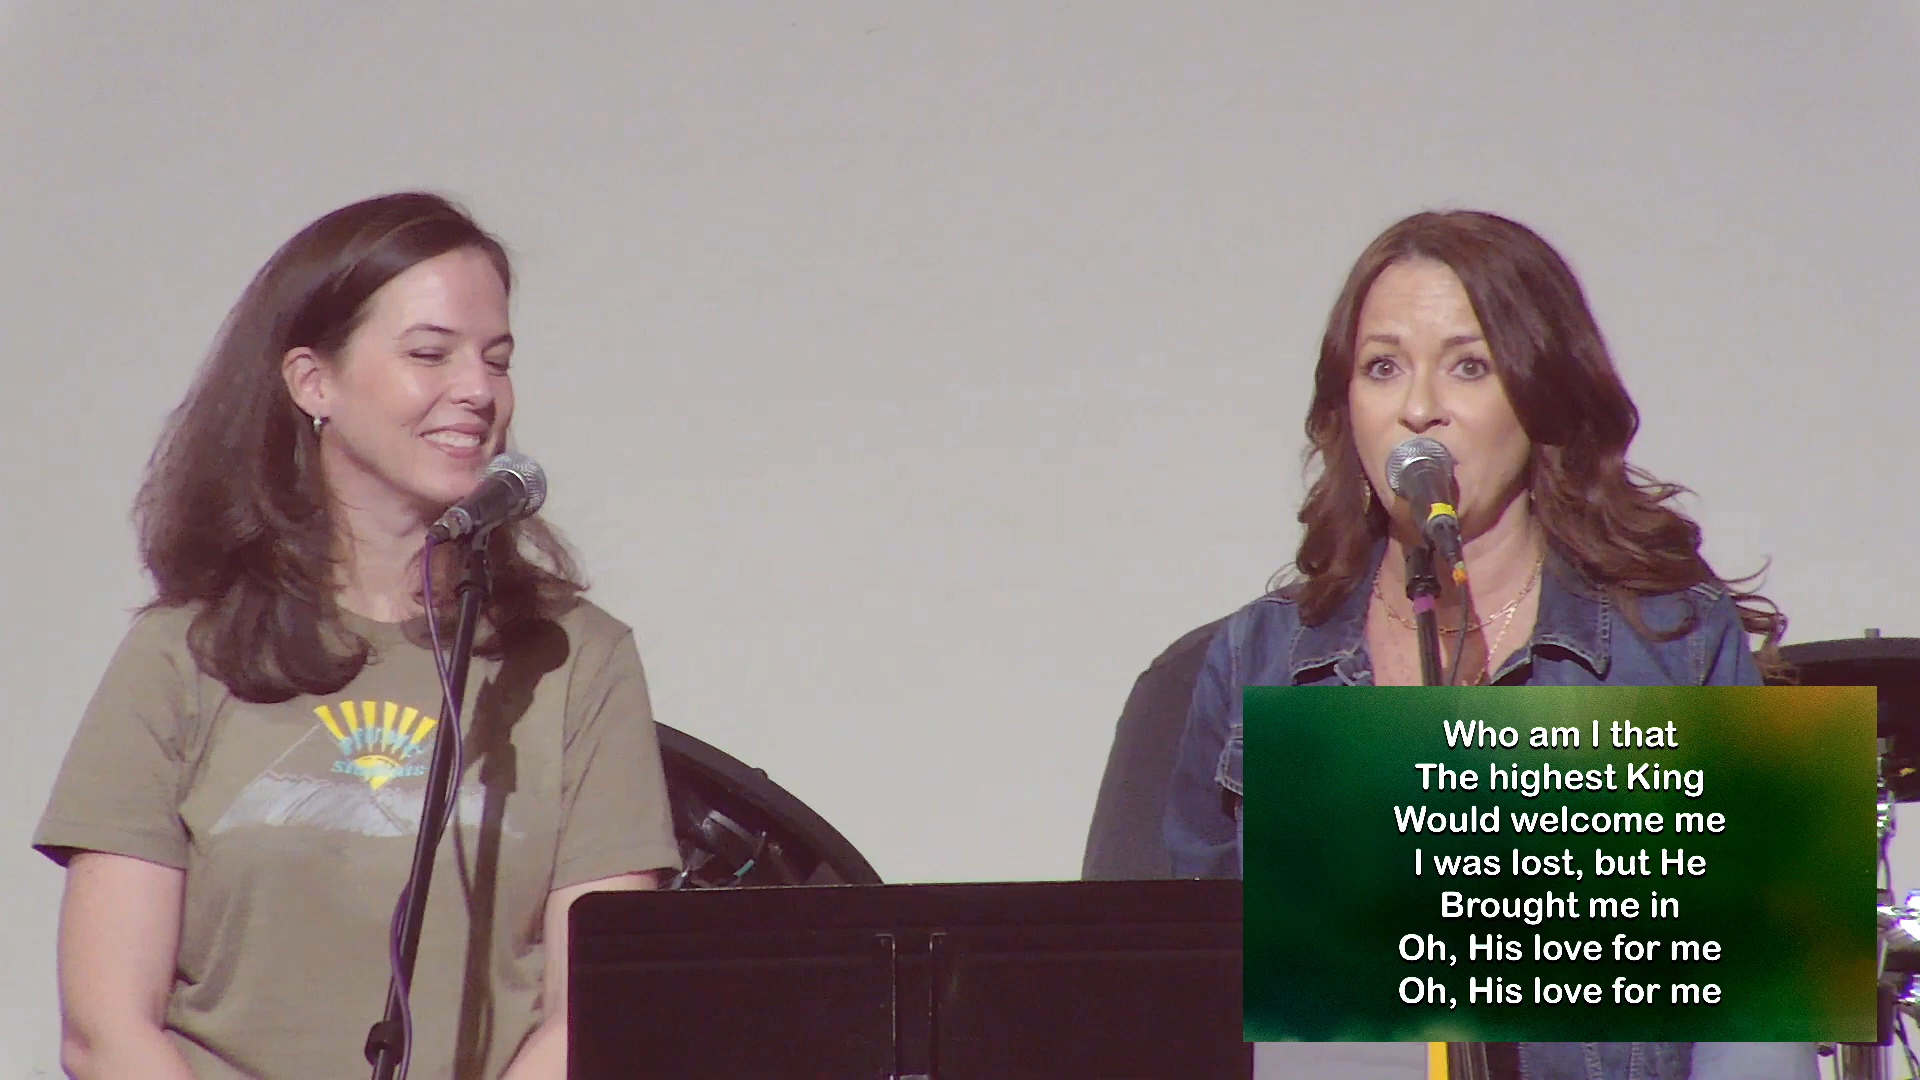 Who am I that
The highest King
Would welcome me
I was lost, but He
Brought me in
Oh, His love for me
Oh, His love for me